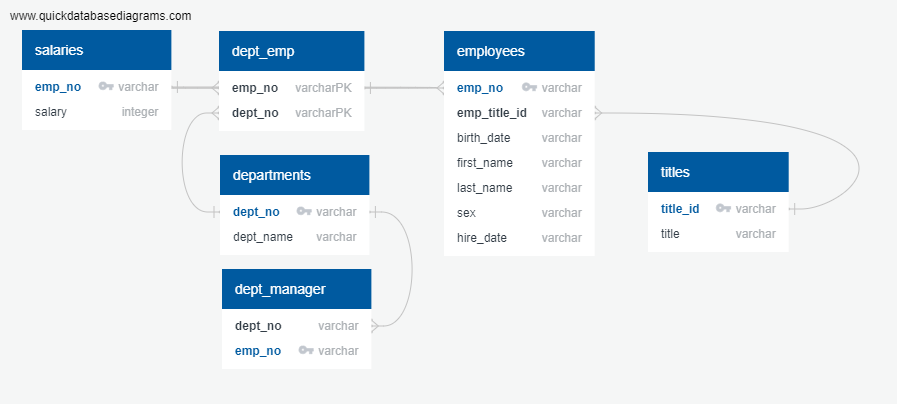 www.quickdatabasediagrams.com
salaries
emp_no varchar
salary integer
dept_emp
emp_no varcharPK
dept_no varcharPK
employees
emp_no varchar
emp_title_id varchar
birth_date varchar
first_name varchar
last_name varchar
sex varchar
hire_date varchar
departments
dept_no varchar
dept_name varchar
titles
title_id varchar
title varchar
dept_manager
dept_no varchar
emp_no varchar